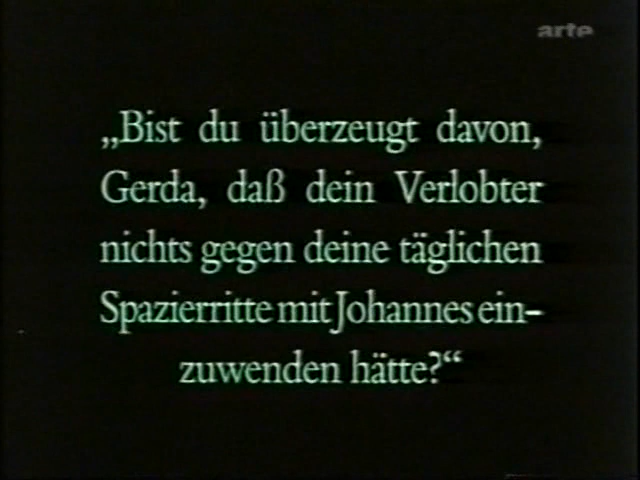 arte
„Bist du überzeugt davon,
Gerda, daß dein Verlobter
nichts gegen deine täglichen
Spazierritte mit Johannes ein-
zuwenden hätte?“